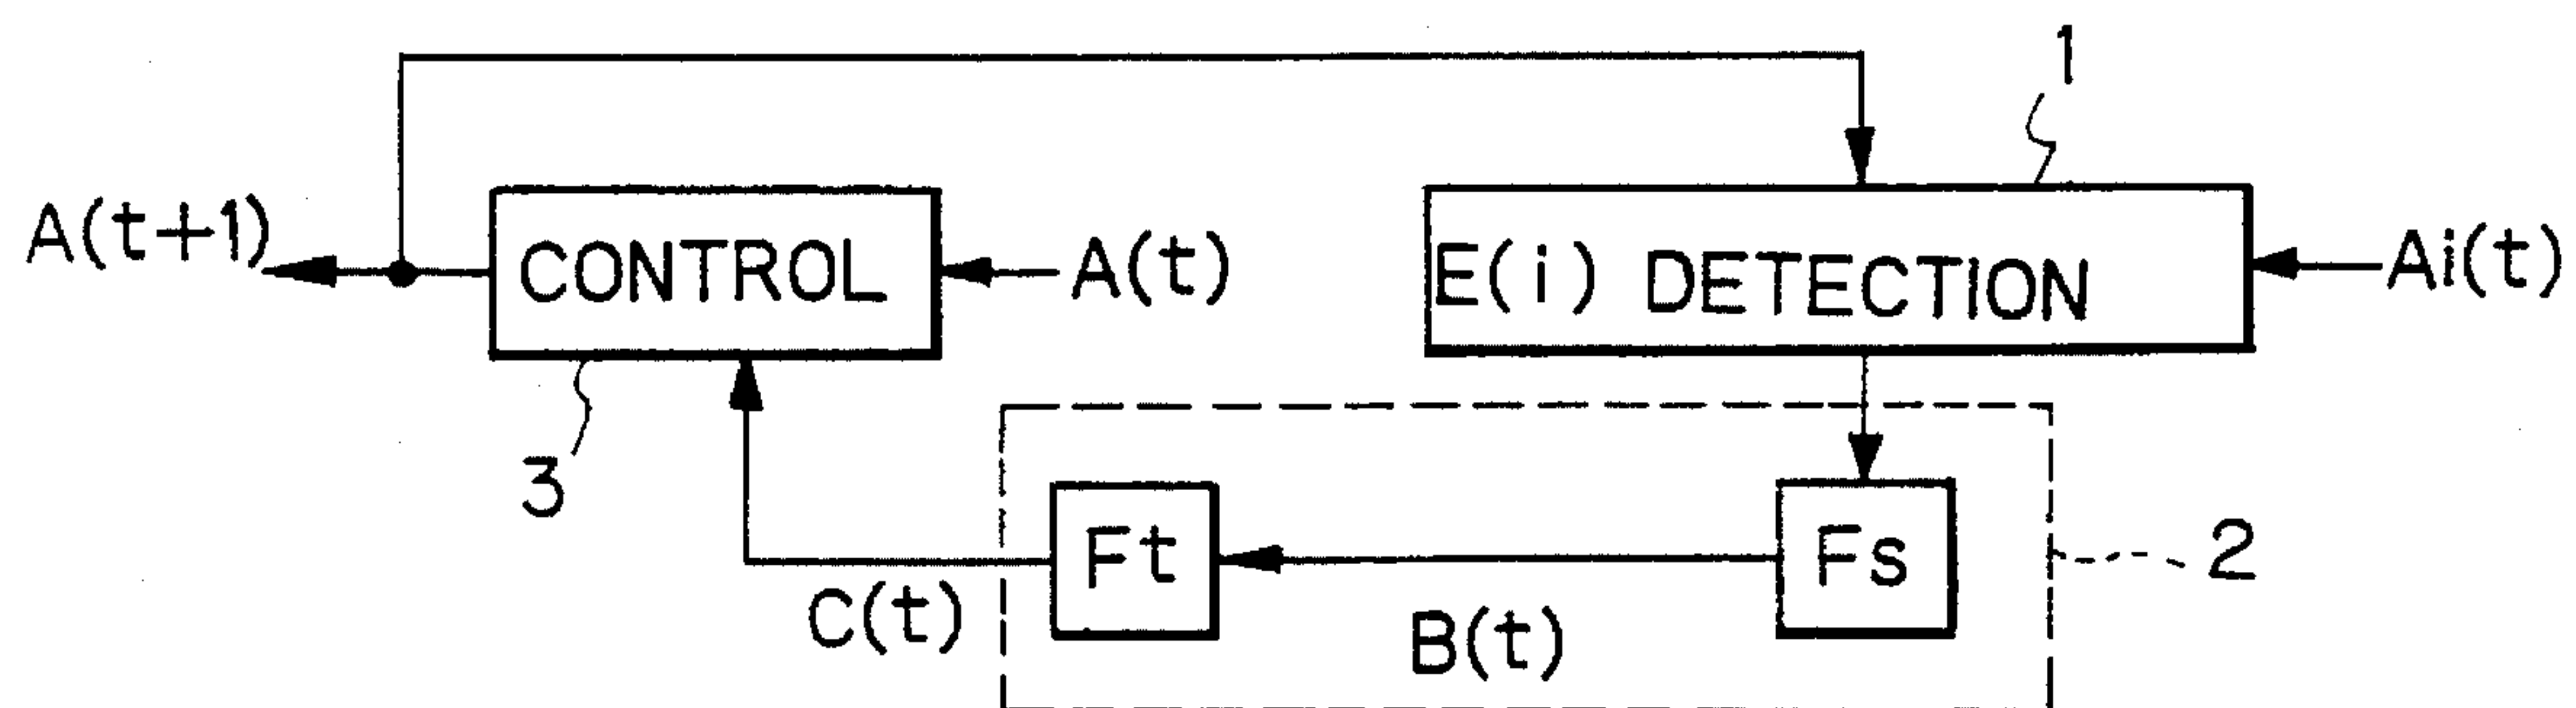 1
A(t+1)
CONTROL
A(t)
E(i) DETECTION
Ai(t)
3
Ft
Fs
2
C(t)
B(t)